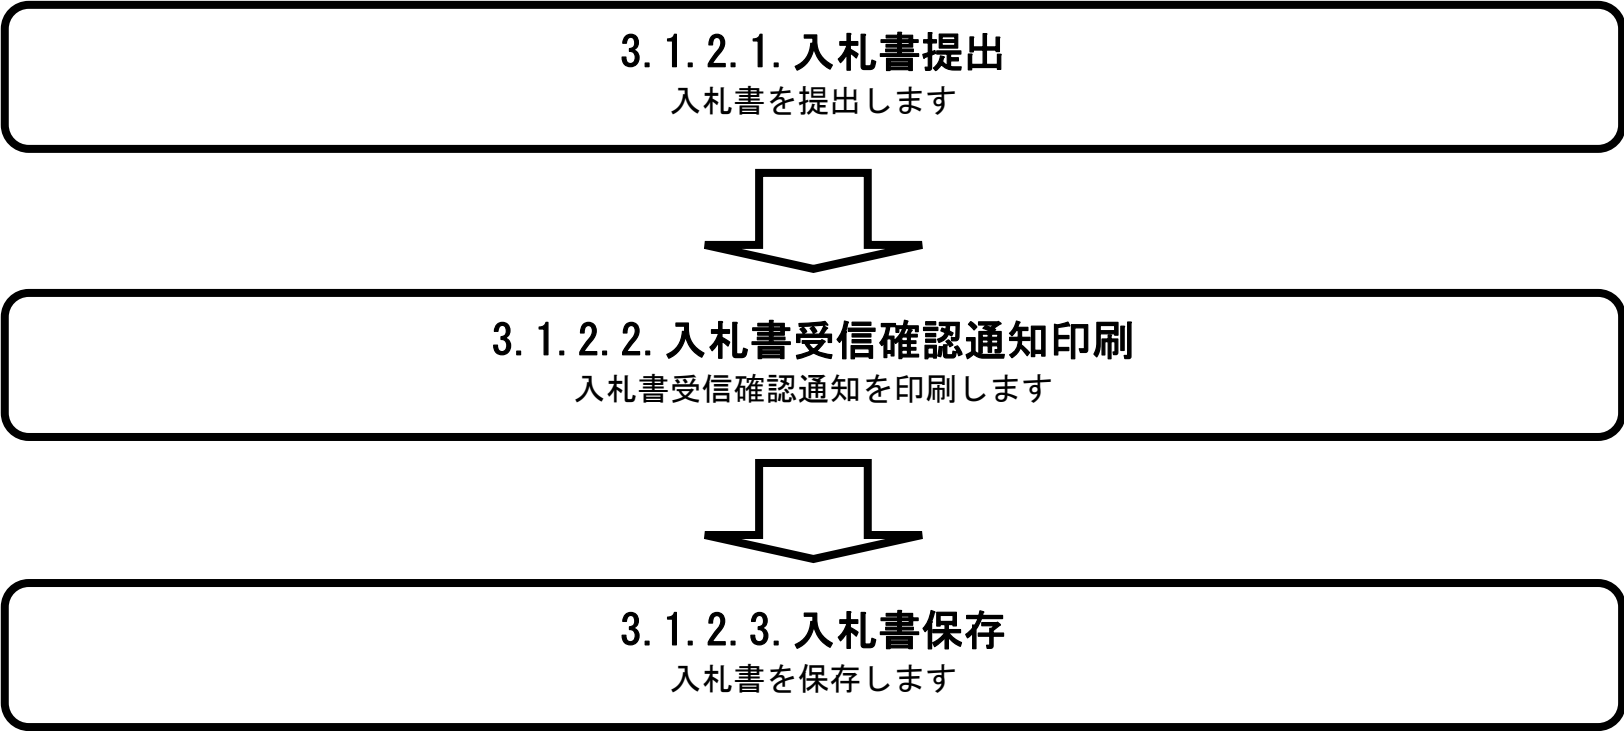 3.1.2.1.入札書提出
入札書を提出します
3.1.2.2.入札書受信確認通知印刷
入札書受信確認通知を印刷します
3.1.2.3.入札書保存
入札書を保存します